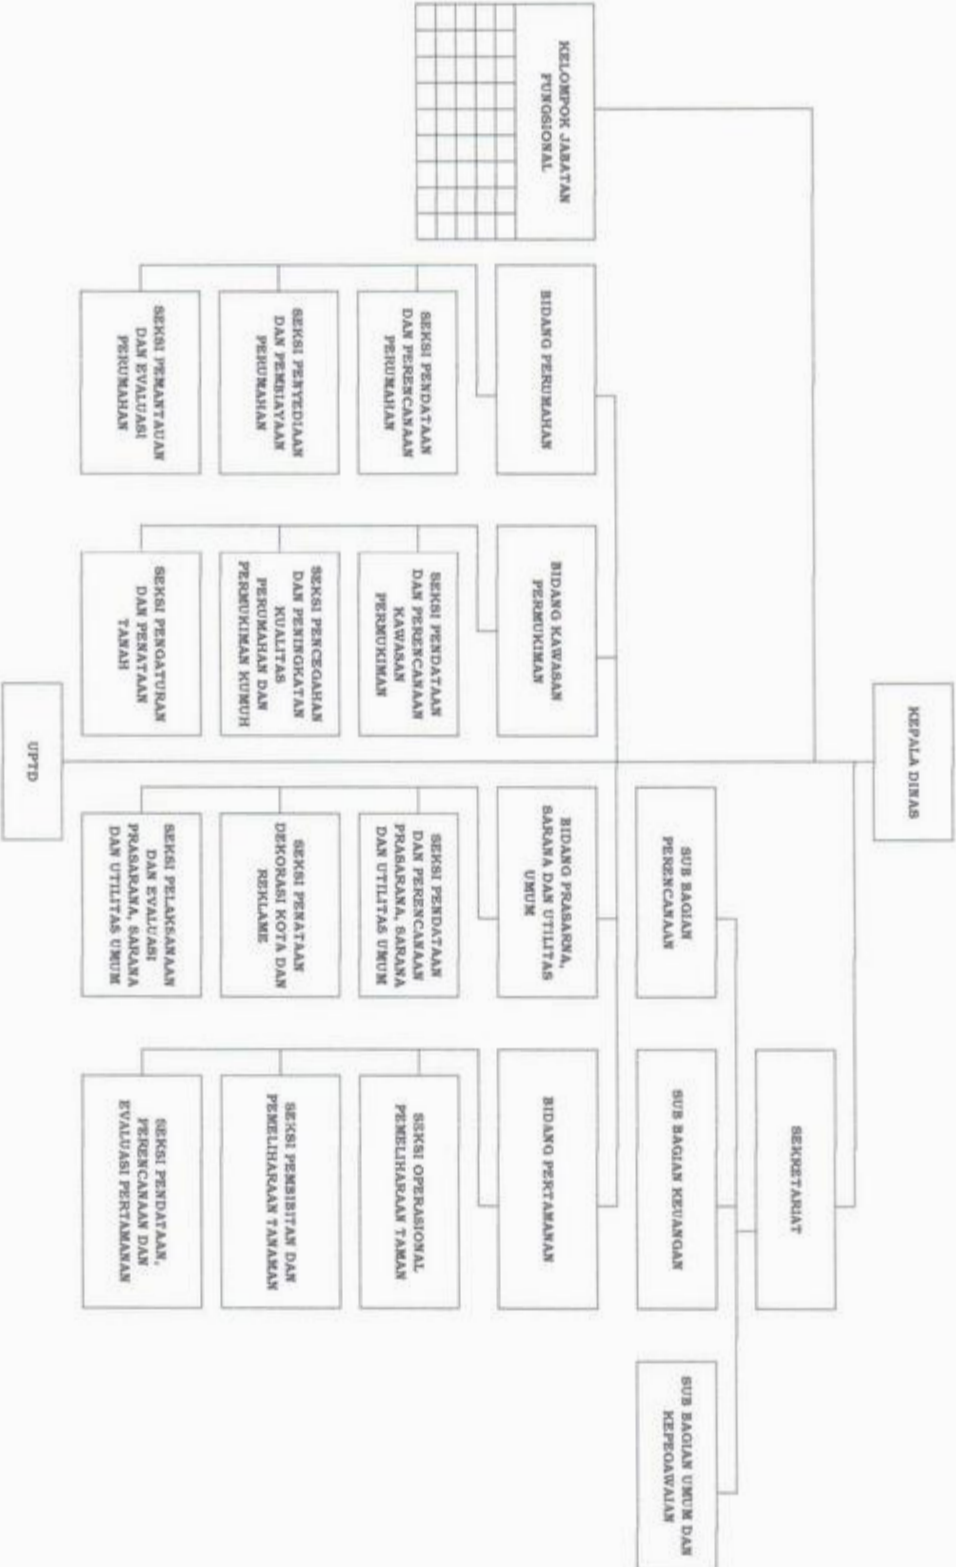 KEPALA DINAS
SEKRETARIAT
SUB BAGIAN
PERENCANAAN
SUB BAGIAN KEUANGAN
SUB BAGIAN UMUM DAN
KEPEGAWAIAN
KELOMPOK JABATAN
FUNGSIONAL
BIDANG PERUMAHAN
SEKSI PENDATAAN
DAN PERENCANAAN
PERUMAHAN
SEKSI PENYEDIAAN
DAN PEMBIAYAAN
PERUMAHAN
SEKSI PEMANTAUAN
DAN EVALUASI
PERUMAHAN
BIDANG KAWASAN
PERMUKIMAN
SEKSI PENDATAAN
DAN PERENCANAAN
KAWASAN
PERMUKIMAN
SEKSI PENCEGAHAN
DAN PENINGKATAN
KUALITAS
PERUMAHAN DAN
PERMUKIMAN KUMUH
SEKSI PENGATURAN
DAN PENATAAN
TANAH
BIDANG PRASARNA,
SARANA DAN UTILITAS
UMUM
SEKSI PENDATAAN
DAN PERENCANAAN
PRASARANA, SARANA
DAN UTILITAS UMUM
SEKSI PENATAAN
DEKORASI KOTA DAN
REKLAME
SEKSI PELAKSANAAN
DAN EVALUASI
PRASARANA, SARANA
DAN UTILITAS UMUM
BIDANG PERTAMANAN
SEKSI OPERASIONAL
PEMELIHARAAN TAMAN
SEKSI PEMBIBITAN DAN
PEMELIHARAAN TANAMAN
SEKSI PENDATAAN,
PERENCANAAN DAN
EVALUASI PERTAMANAN
UPTD